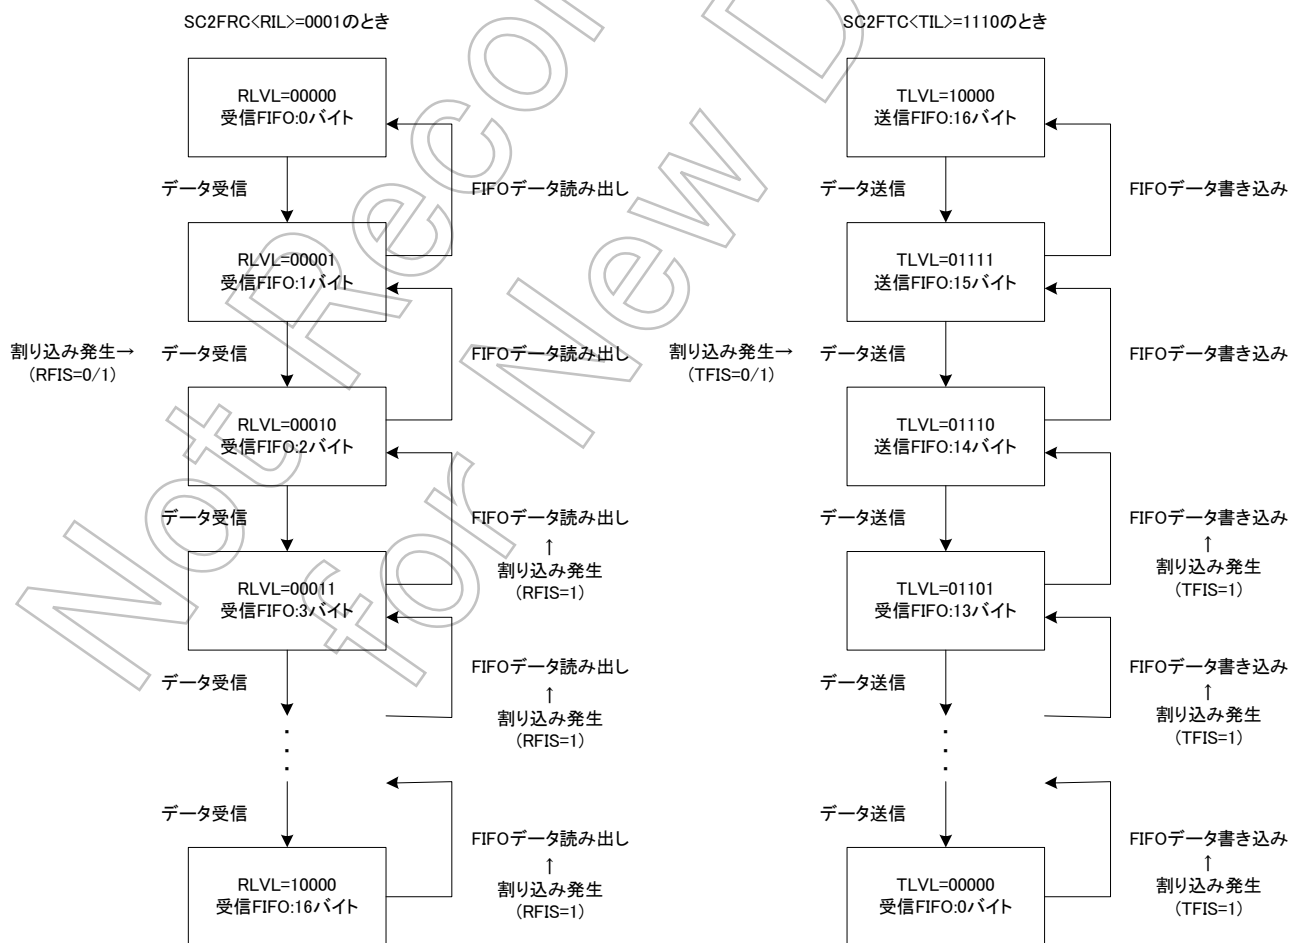 SC2FRC<RIL>=0001のとき
RLVL=00000
受信FIFO:0バイト
データ受信
FIFOデータ読み出し
RLVL=00001
受信FIFO:1バイト
割り込み発生→
(RFIS=0/1)
データ受信
FIFOデータ読み出し
RLVL=00010
受信FIFO:2バイト
データ受信
FIFOデータ読み出し
↑
割り込み発生
(RFIS=1)
RLVL=00011
受信FIFO:3バイト
データ受信
FIFOデータ読み出し
↑
割り込み発生
(RFIS=1)
データ受信
FIFOデータ読み出し
↑
割り込み発生
(RFIS=1)
RLVL=10000
受信FIFO:16バイト
SC2FTC<TIL>=1110のとき
TLVL=10000
送信FIFO:16バイト
データ送信
FIFOデータ書き込み
TLVL=01111
送信FIFO:15バイト
割り込み発生→
(TFIS=0/1)
データ送信
FIFOデータ書き込み
TLVL=01110
送信FIFO:14バイト
データ送信
FIFOデータ書き込み
↑
割り込み発生
(TFIS=1)
TLVL=01101
受信FIFO:13バイト
データ送信
FIFOデータ書き込み
↑
割り込み発生
(TFIS=1)
データ送信
FIFOデータ書き込み
↑
割り込み発生
(TFIS=1)
TLVL=00000
受信FIFO:0バイト
Not Recom
for New D